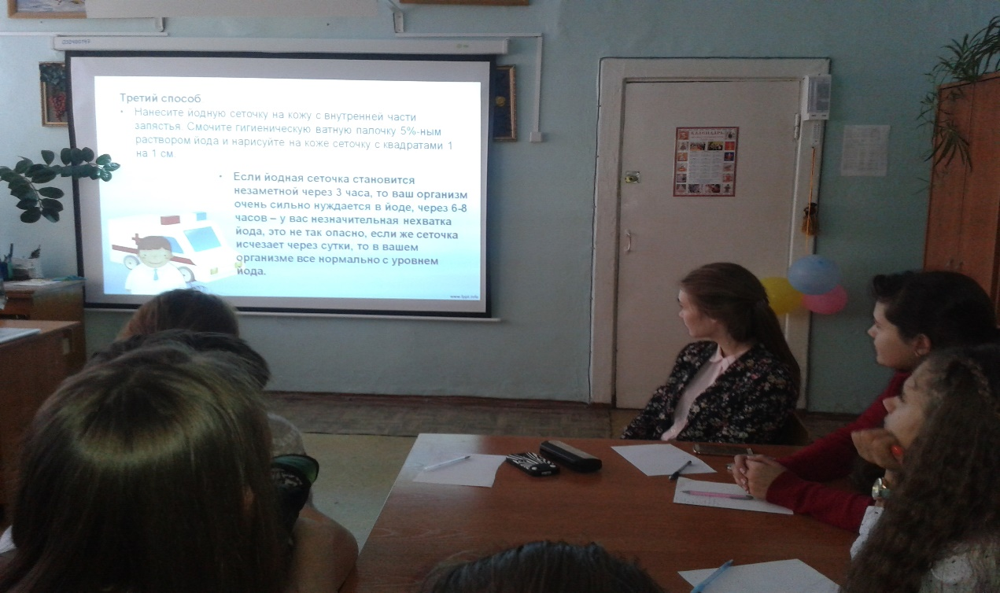 Третий способ
• Нанесите йодную сеточку на кожу с внутренней части
запястья. Смочите гигиеническую ватную палочку 5%-ным
раствором йода и нарисуйте на коже сеточку с квадратами 1
на 1 см.
• Если йодная сеточка становится
незаметной через 3 часа, то ваш организм
очень сильно нуждается в йоде, через 6-8
часов – у вас незначительная нехватка
йода, это не так опасно, если же сеточка
исчезает через сутки, то в вашем
организме все нормально с уровнем
йода.
КАЛЕНДАРЬ